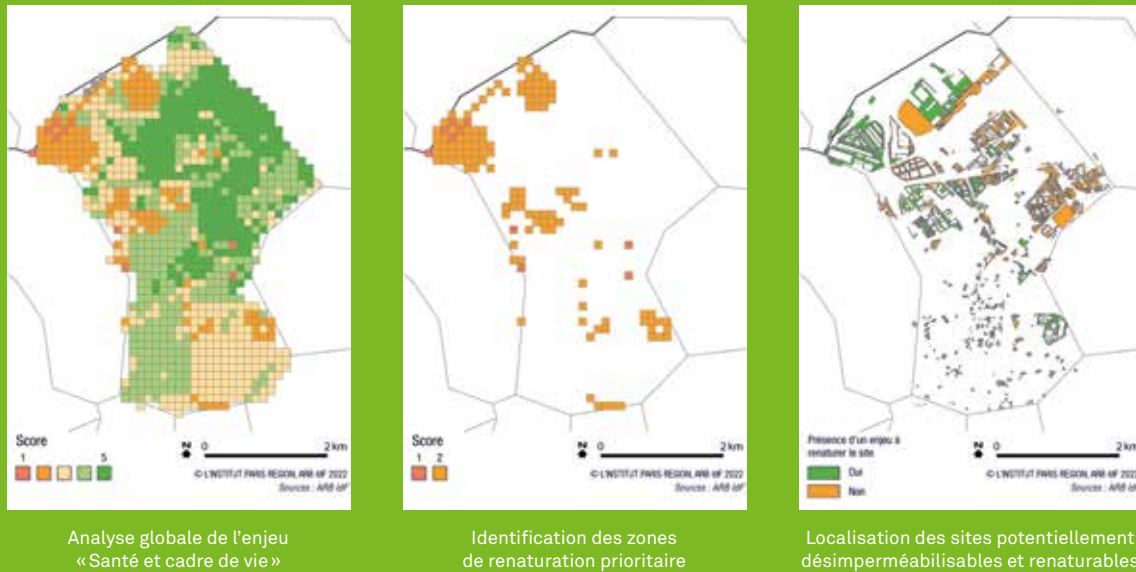 Score
1 5
N 0 2 km
© L'INSTITUT PARIS REGION, ARB îdF 2022
Sources : ARB îdF
Analyse globale de l'enjeu
«Santé et cadre de vie»
Score
1 2
N 0 2 km
© L'INSTITUT PARIS REGION, ARB îdF 2022
Sources : ARB îdF
Identification des zones
de renaturation prioritaire
Présence d'un enjeu à
renaturer le site
Oui
Non
N 0 2 km
© L'INSTITUT PARIS REGION, ARB îdF 2022
Sources : ARB îdF
Localisation des sites potentiellement
désimperméabilisables et renaturables